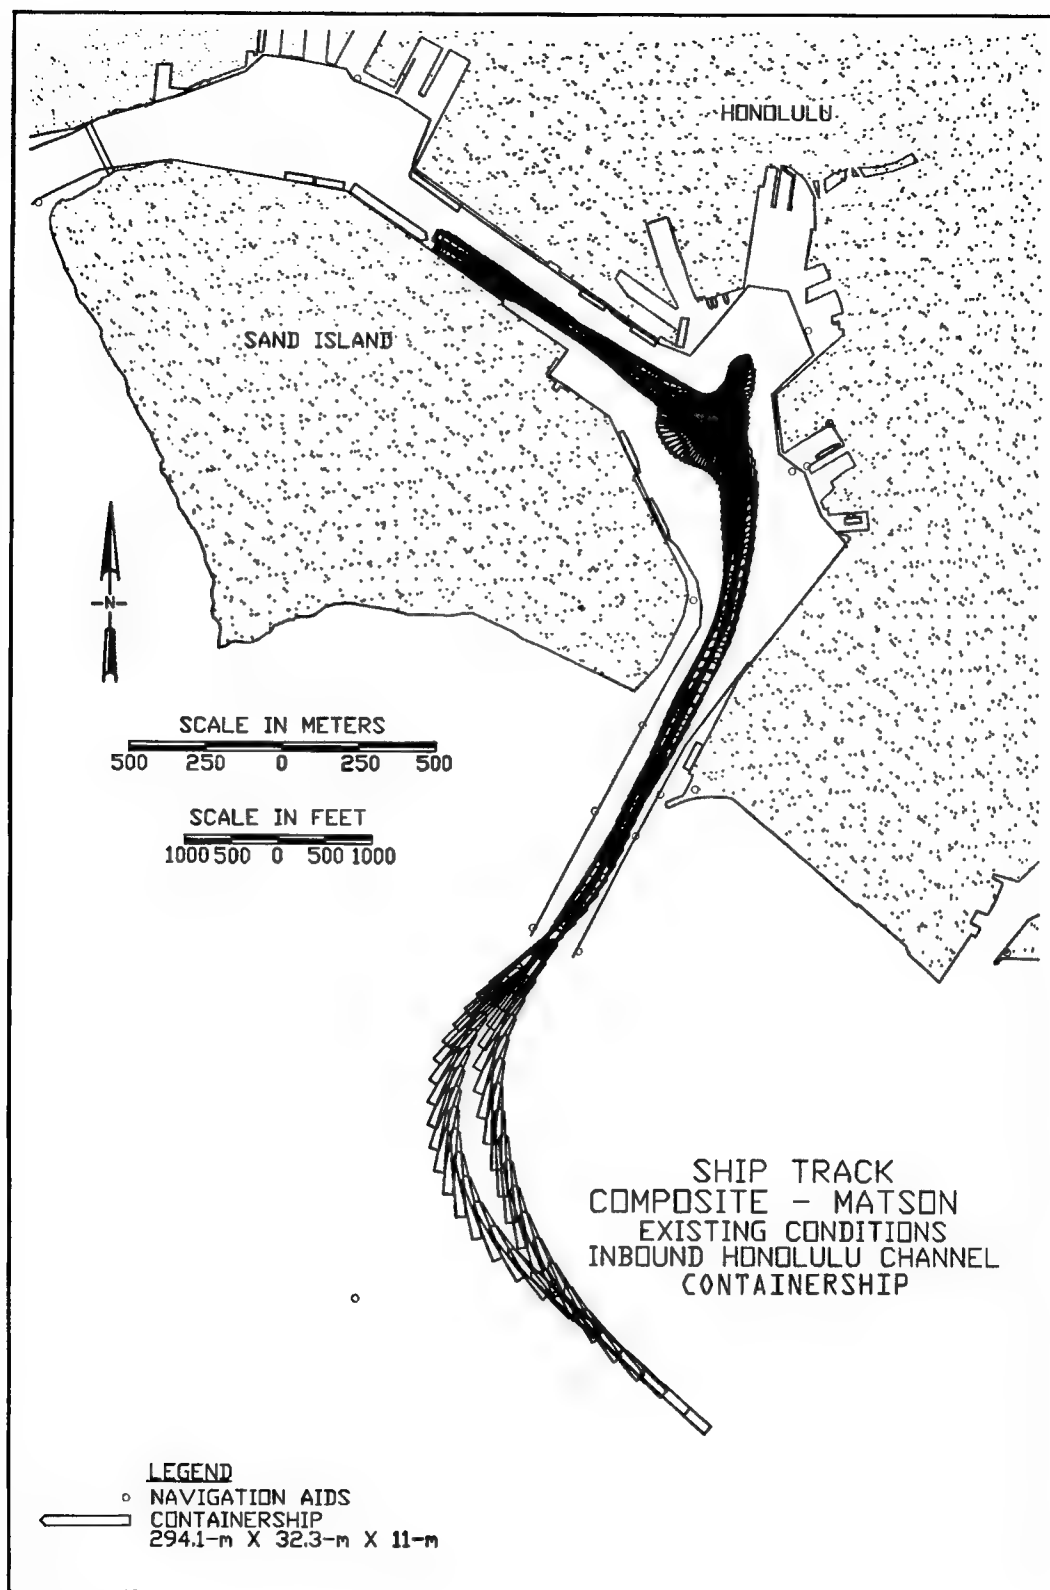 HONOLULU
SAND ISLAND
N
SCALE IN METERS
500 250 0 250 500
SCALE IN FEET
1000 500 0 500 1000
SHIP TRACK
COMPOSITE - MATSON
EXISTING CONDITIONS
INBOUND HONOLULU CHANNEL
CONTAINERSHIP
LEGEND
NAVIGATION AIDS
CONTAINERSHIP
294.1-m X 32.3-m X 11-m